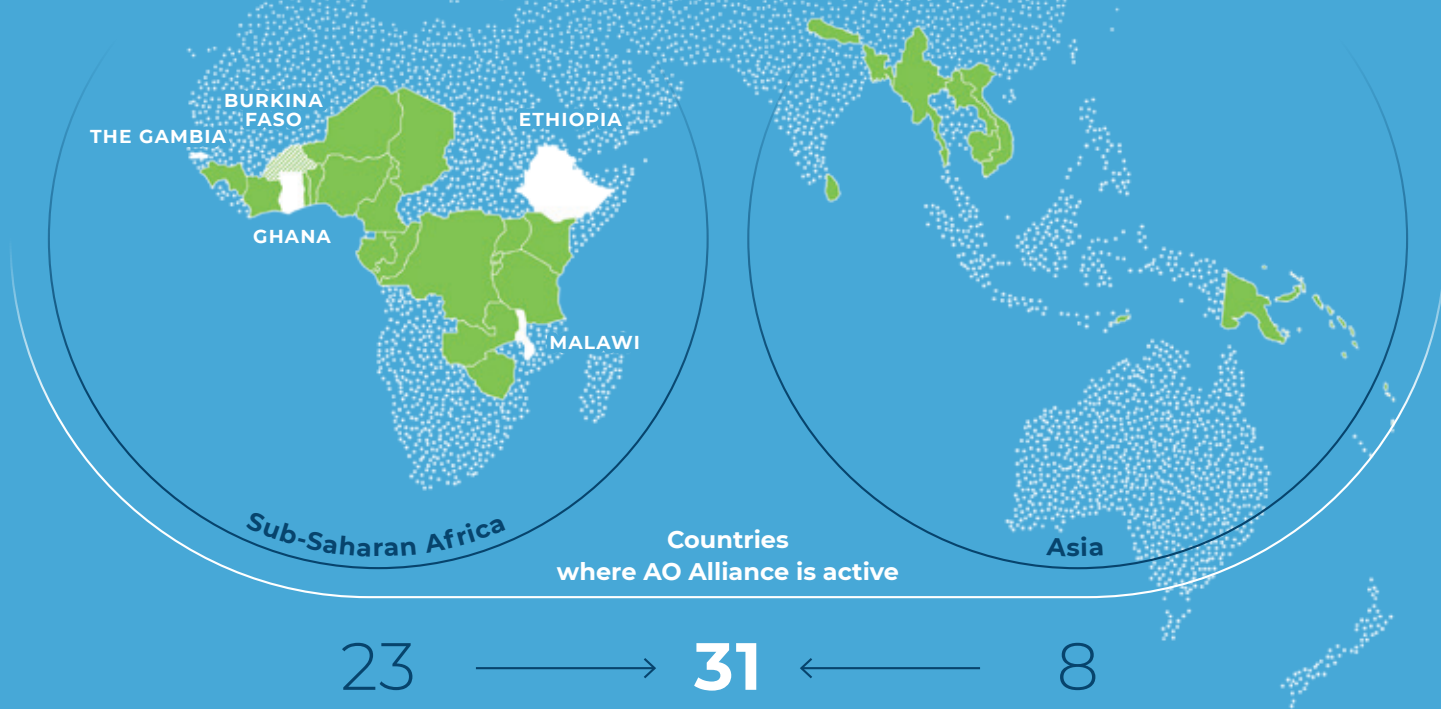 BURKINA
FASO
THE GAMBIA
ETHIOPIA
GHANA
MALAWI
Sub-Saharan Africa
Asia
Countries
where AO Alliance is active
23
31
8